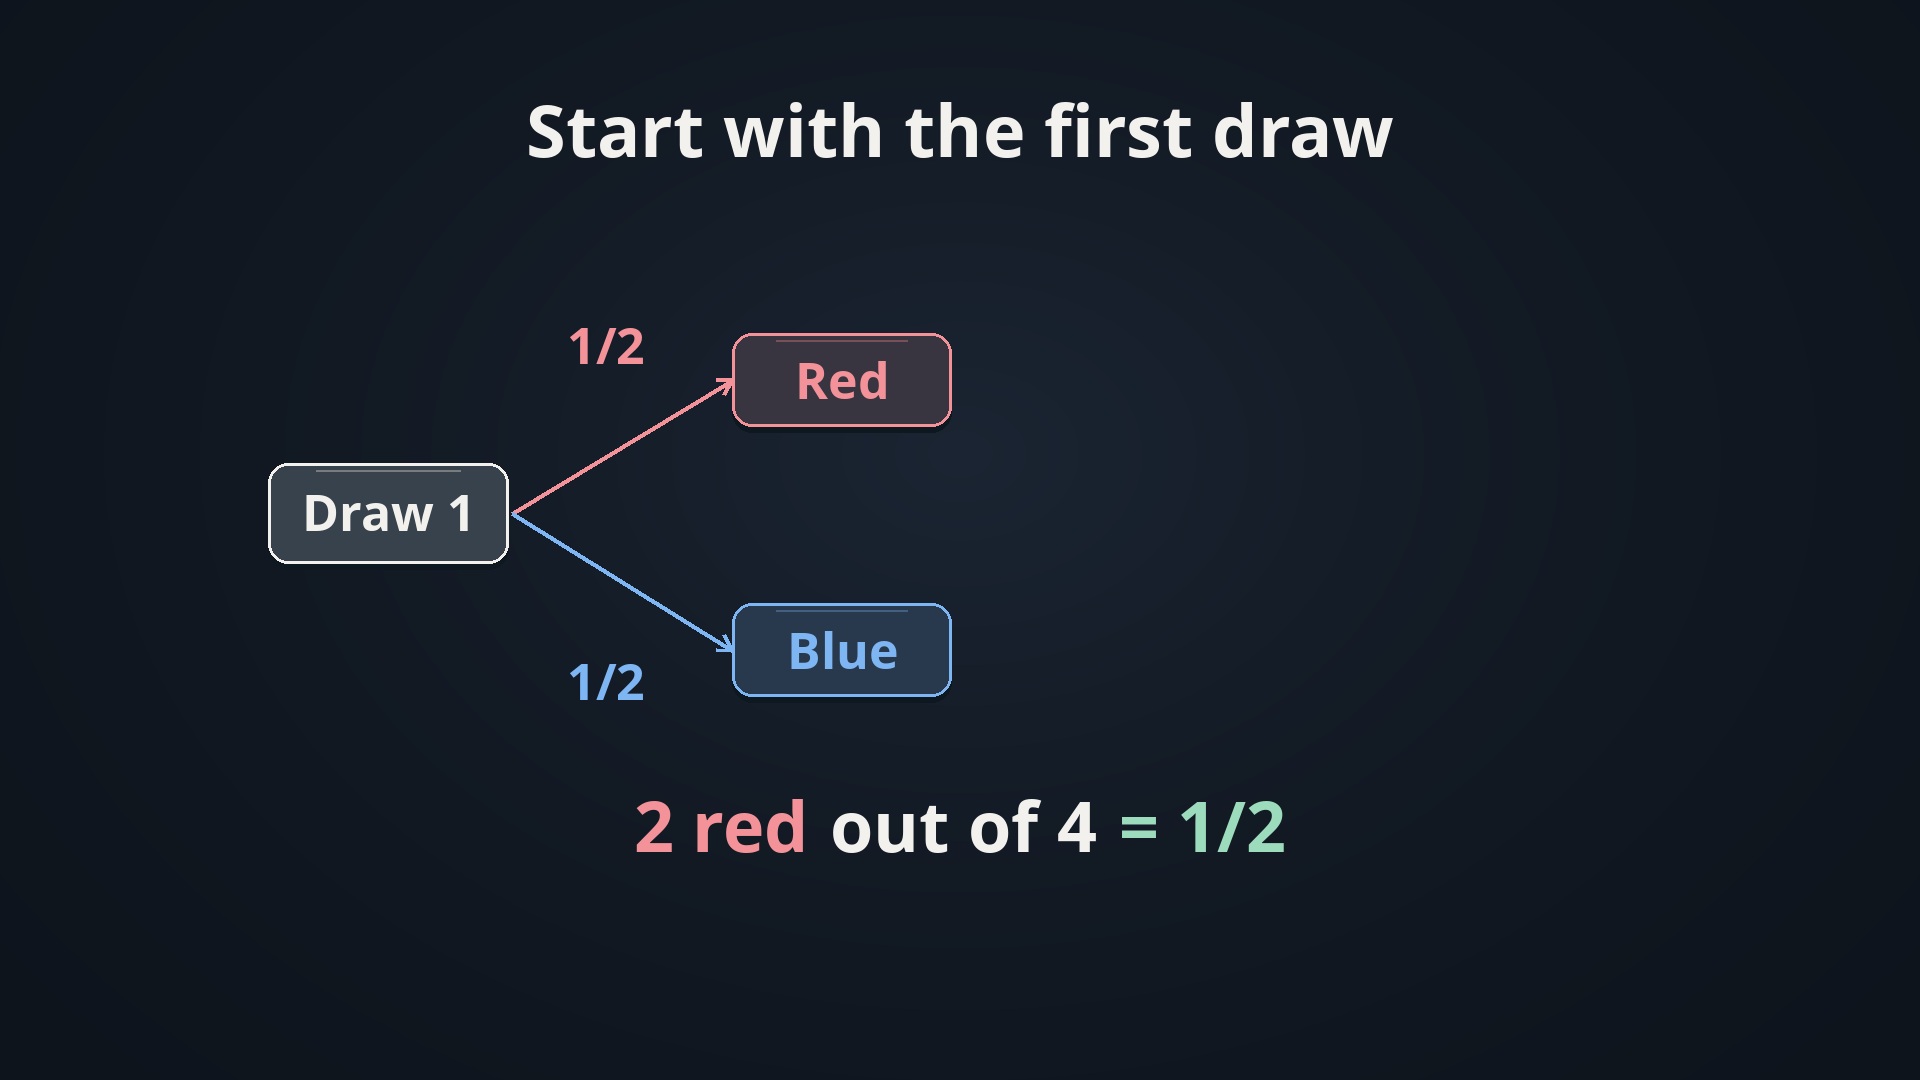 Start with the first draw
1/2
Red
Draw 1
Blue
1/2
2 red out of 4 = 1/2